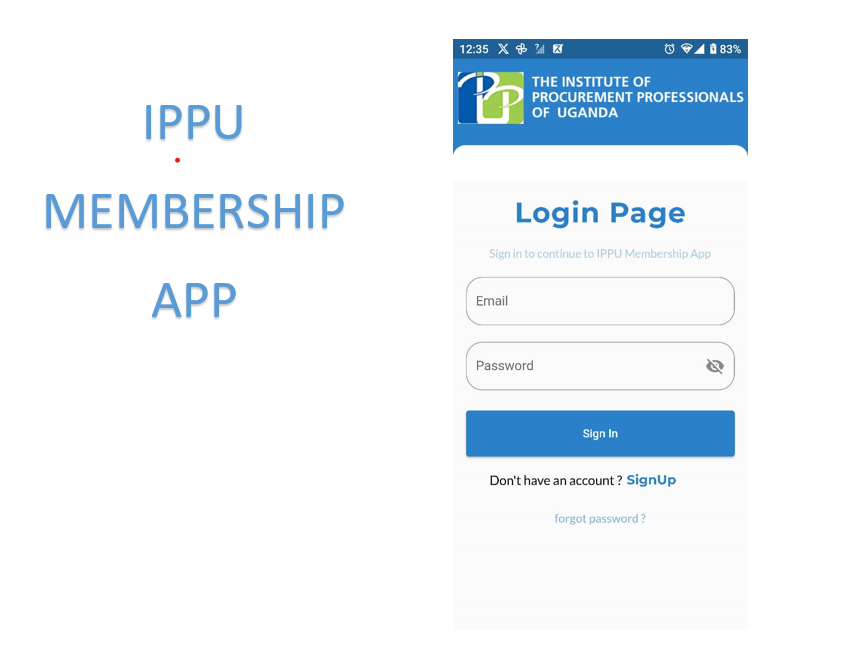 IPPU
MEMBERSHIP
APP
12:35
83%
THE INSTITUTE OF
PROCUREMENT PROFESSIONALS
OF UGANDA
Login Page
Sign in to continue to IPPU Membership App
Email
Password
Sign In
Don't have an account ? SignUp
forgot password ?